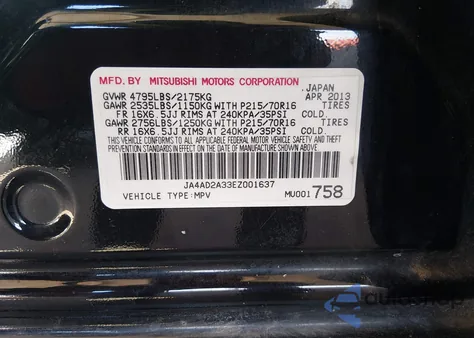 MFD. BY MITSUBISHI MOTORS CORPORATION JAPAN
GVWR 4795LBS/2175KG APR 2013
GAWR 2535LBS/1150KG WITH P215/70R16 TIRES
FR 16X6.5JJ RIMS AT 240KPA/35PSI COLD.
GAWR 2756LBS/1250KG WITH P215/70R16 TIRES
RR 16X6.5JJ RIMS AT 240KPA/35PSI COLD.
THIS VEHICLE CONFORMS TO ALL APPLICABLE
FEDERAL MOTOR VEHICLE SAFETY AND THEFT
PREVENTION STANDARDS IN EFFECT ON THE DATE OF
MANUFACTURE SHOWN ABOVE.
JA4AD2A33EZ001637
VEHICLE TYPE:MPV MU001 758